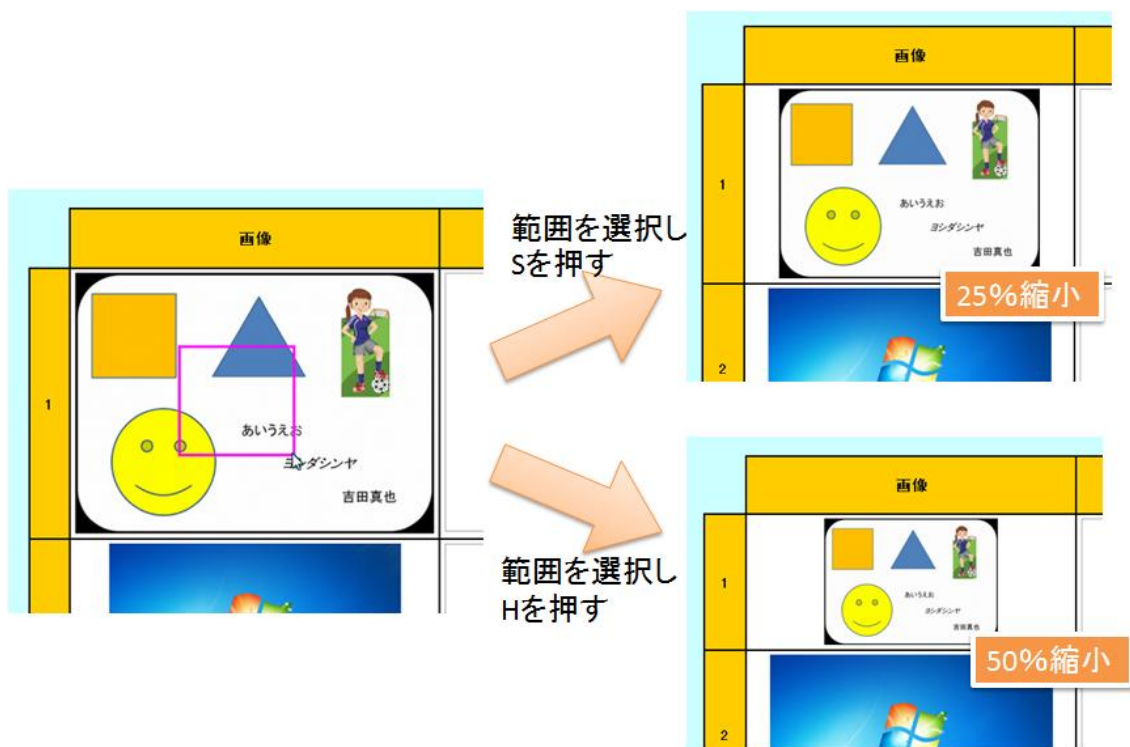 画像
1
あいうえお
ヨシダシンヤ
吉田真也
範囲を選択し
Sを押す
範囲を選択し
Hを押す
画像
1
あいうえお
ヨシダシンヤ
吉田真也
25%縮小
2
画像
1
あいうえお
ヨシダシンヤ
吉田真也
50%縮小
2